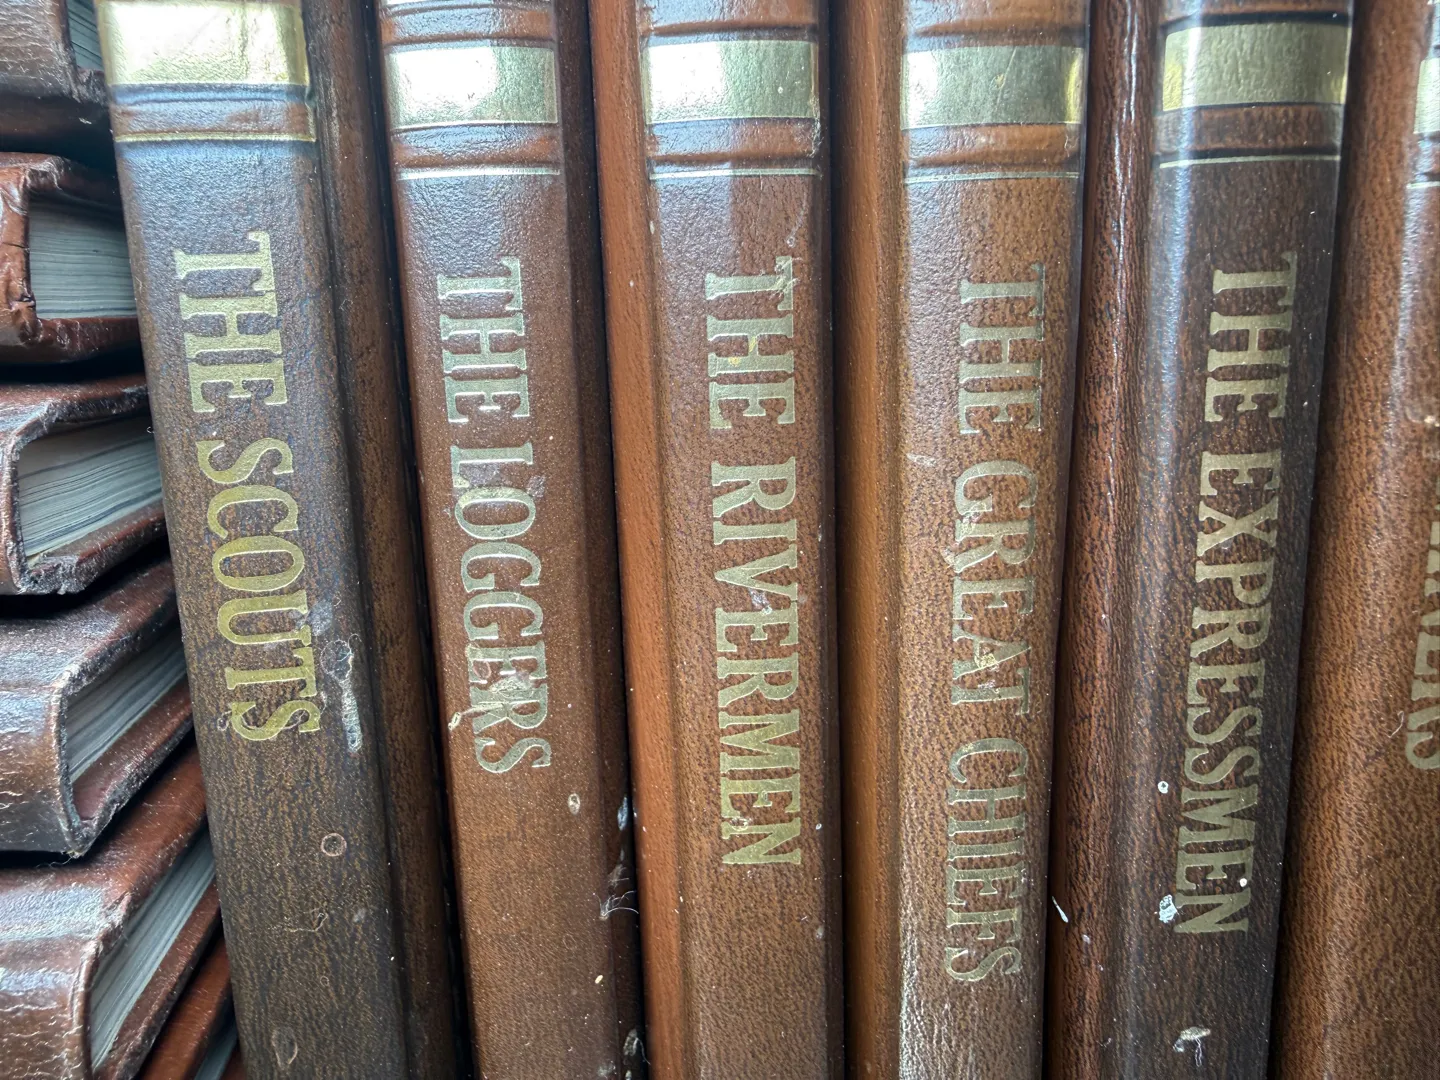 THE SCOUTS
THE LOGGERS
THE RIVERMEN
THE GREAT CHIEFS
THE EXPRESSMEN